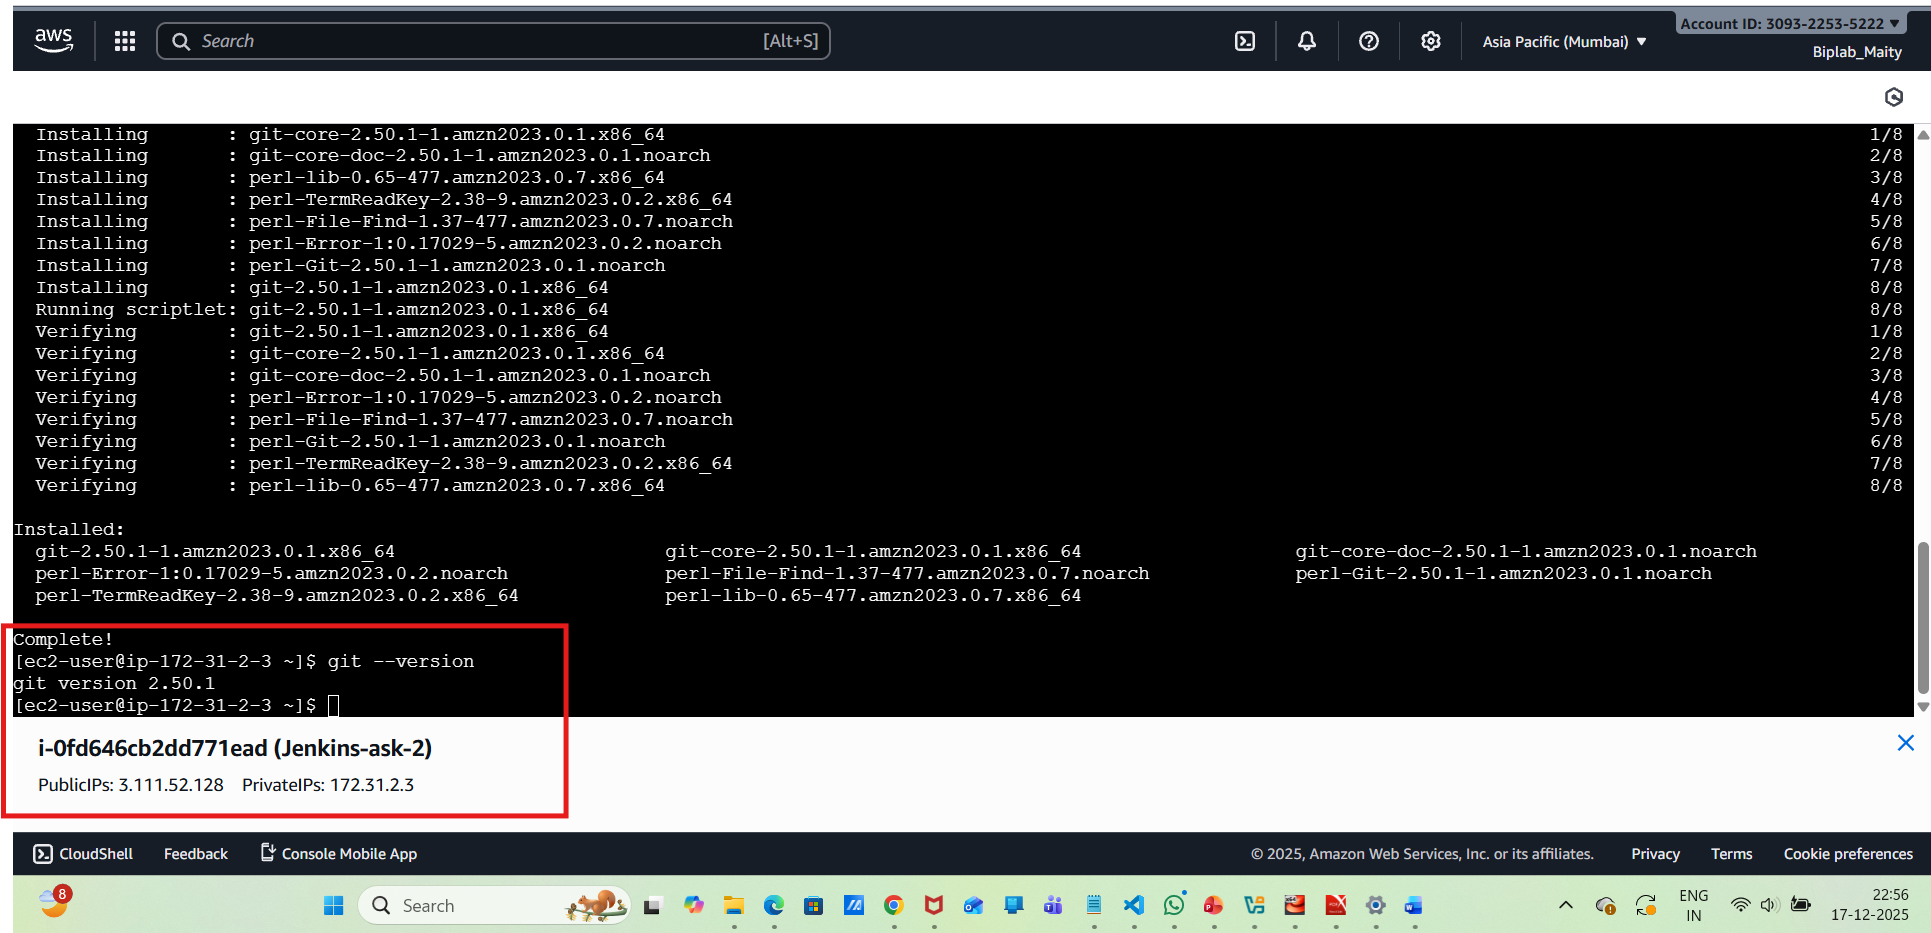 aws
Search [Alt+S]
Asia Pacific (Mumbai) ▼
Account ID: 3093-2253-5222 ▼
Biplab_Maity
Installing : git-core-2.50.1-1.amzn2023.0.1.x86_64 1/8
Installing : git-core-doc-2.50.1-1.amzn2023.0.1.noarch 2/8
Installing : perl-lib-0.65-477.amzn2023.0.7.x86_64 3/8
Installing : perl-TermReadKey-2.38-9.amzn2023.0.2.x86_64 4/8
Installing : perl-File-Find-1.37-477.amzn2023.0.7.noarch 5/8
Installing : perl-Error-1:0.17029-5.amzn2023.0.2.noarch 6/8
Installing : perl-Git-2.50.1-1.amzn2023.0.1.noarch 7/8
Installing : git-2.50.1-1.amzn2023.0.1.x86_64 8/8
Running scriptlet: git-2.50.1-1.amzn2023.0.1.x86_64 8/8
Verifying : git-2.50.1-1.amzn2023.0.1.x86_64 1/8
Verifying : git-core-2.50.1-1.amzn2023.0.1.x86_64 2/8
Verifying : git-core-doc-2.50.1-1.amzn2023.0.1.noarch 3/8
Verifying : perl-Error-1:0.17029-5.amzn2023.0.2.noarch 4/8
Verifying : perl-File-Find-1.37-477.amzn2023.0.7.noarch 5/8
Verifying : perl-Git-2.50.1-1.amzn2023.0.1.noarch 6/8
Verifying : perl-TermReadKey-2.38-9.amzn2023.0.2.x86_64 7/8
Verifying : perl-lib-0.65-477.amzn2023.0.7.x86_64 8/8
Installed:
git-2.50.1-1.amzn2023.0.1.x86_64 git-core-2.50.1-1.amzn2023.0.1.x86_64 git-core-doc-2.50.1-1.amzn2023.0.1.noarch
perl-Error-1:0.17029-5.amzn2023.0.2.noarch perl-File-Find-1.37-477.amzn2023.0.7.noarch perl-Git-2.50.1-1.amzn2023.0.1.noarch
perl-TermReadKey-2.38-9.amzn2023.0.2.x86_64 perl-lib-0.65-477.amzn2023.0.7.x86_64
Complete!
[ec2-user@ip-172-31-2-3 ~]$ git --version
git version 2.50.1
[ec2-user@ip-172-31-2-3 ~]$
i-0fd646cb2dd771ead (Jenkins-ask-2)
PublicIPs: 3.111.52.128 PrivateIPs: 172.31.2.3
CloudShell Feedback Console Mobile App © 2025, Amazon Web Services, Inc. or its affiliates. Privacy Terms Cookie preferences
8
Search
ENG
IN
22:56
17-12-2025